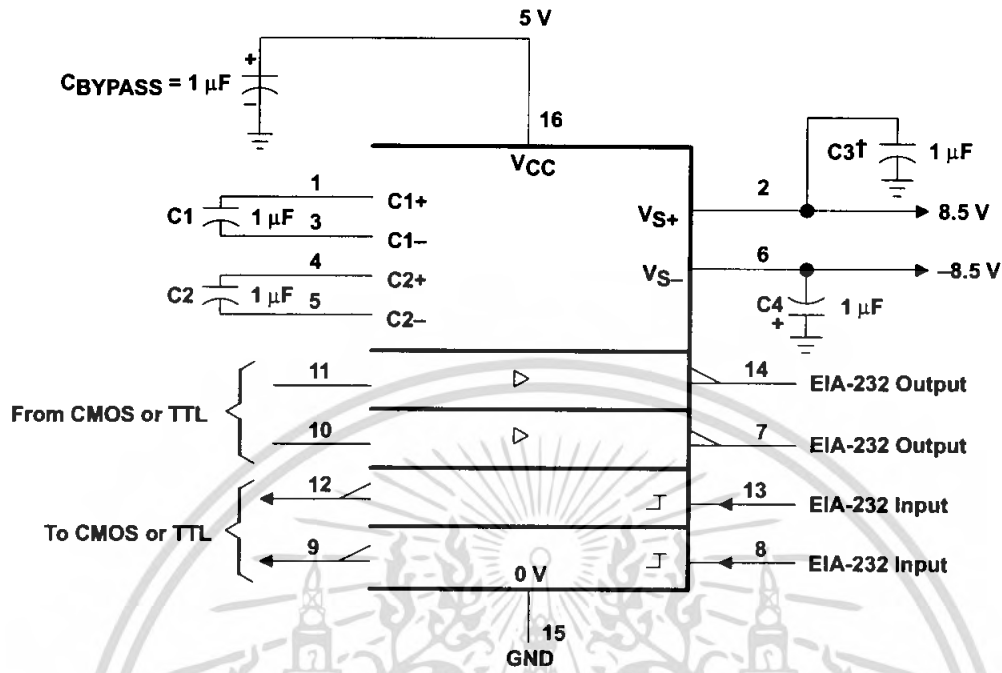 5 V
CBYPASS = 1 μF
+
–
16
VCC
C3†
1 μF
1
C1+
C1
1 μF
3
C1–
2
VS+
8.5 V
4
C2+
C2
1 μF
5
C2–
6
VS–
–8.5 V
C4
+
1 μF
From CMOS or TTL
11
14
EIA-232 Output
10
7
EIA-232 Output
To CMOS or TTL
12
13
EIA-232 Input
9
8
EIA-232 Input
0 V
15
GND